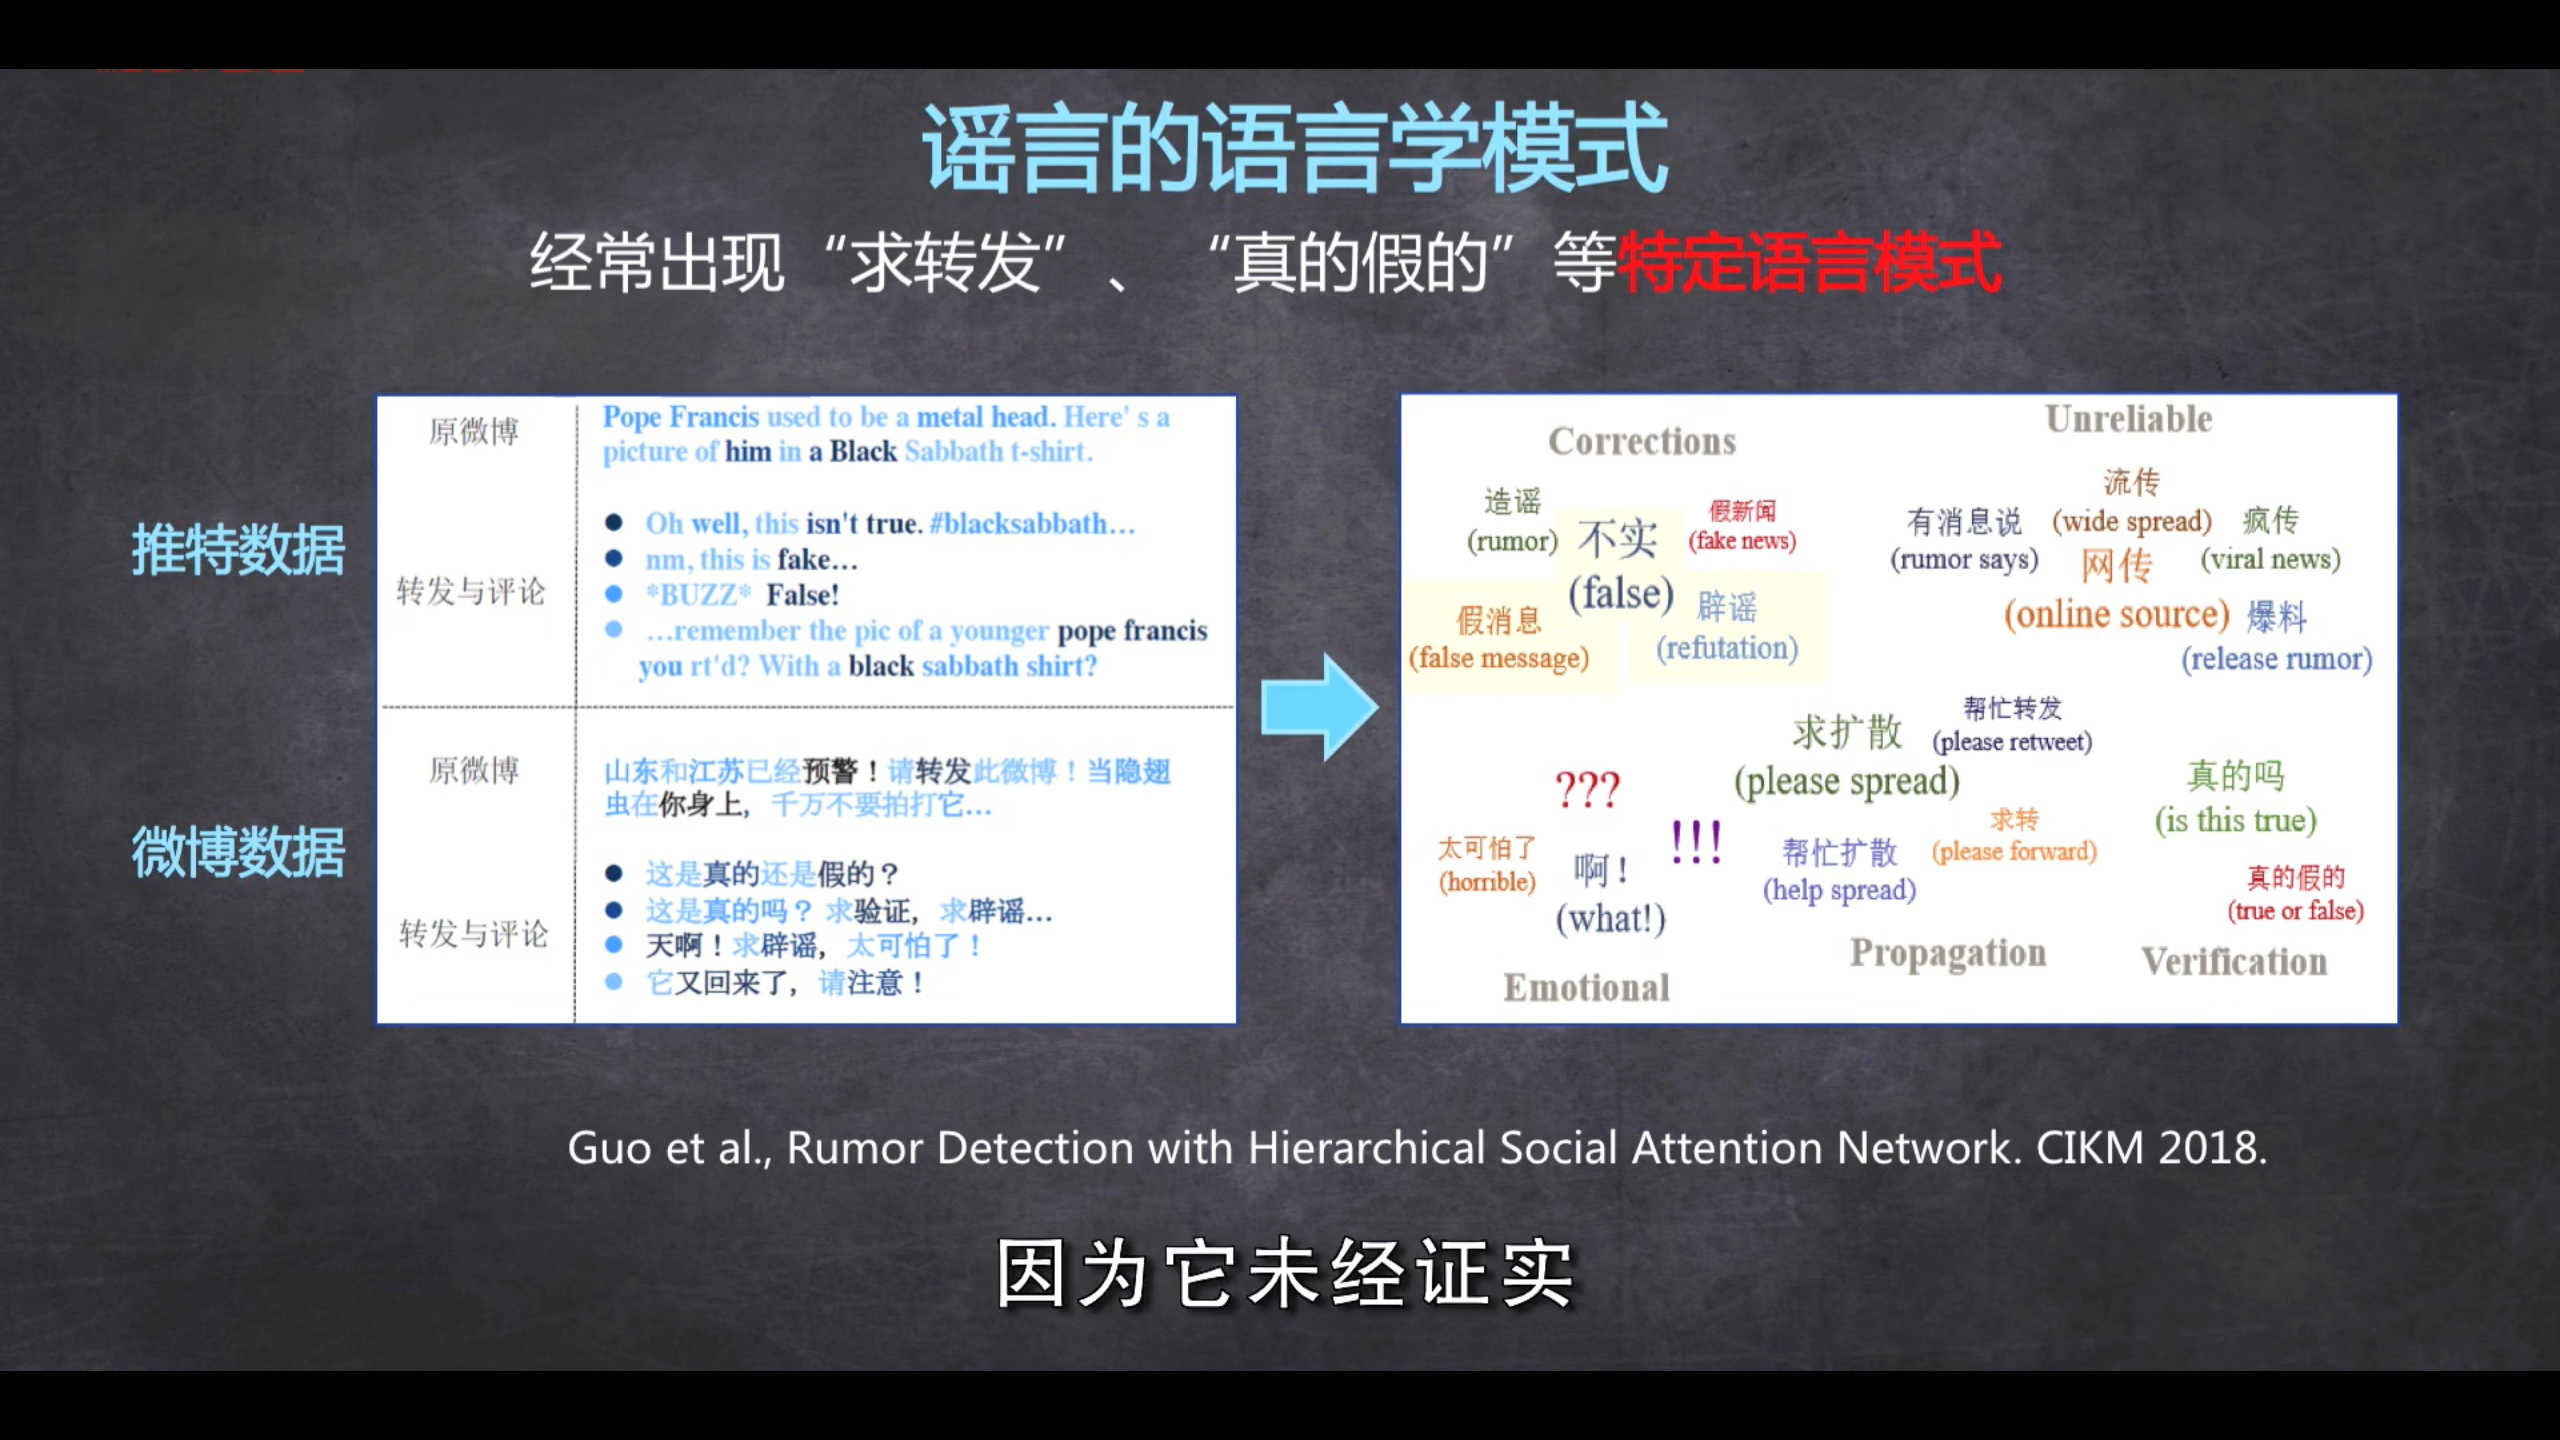 谣言的语言学模式
经常出现“求转发”、“真的假的”等特定语言模式
推特数据
原微博
Pope Francis used to be a metal head. Here' s a
picture of him in a Black Sabbath t-shirt.
转发与评论
Oh well, this isn't true. #blacksabbath…
nm, this is fake…
*BUZZ* False!
…remember the pic of a younger pope francis
you rt'd? With a black sabbath shirt?
微博数据
原微博
山东和江苏已经预警！请转发此微博！当隐翅
虫在你身上，千万不要拍打它…
转发与评论
这是真的还是假的？
这是真的吗？求验证，求辟谣…
天啊！求辟谣，太可怕了！
它又回来了，请注意！
Corrections
造谣
(rumor)
不实
(false)
假新闻
(fake news)
假消息
(false message)
辟谣
(refutation)
Unreliable
流传
(wide spread)
有消息说
(rumor says)
疯传
(viral news)
网传
(online source)
爆料
(release rumor)
求扩散
(please spread)
帮忙转发
(please retweet)
帮忙扩散
(help spread)
求转
(please forward)
Propagation
???
!!!
太可怕了
(horrible)
啊！
(what!)
Emotional
真的吗
(is this true)
真的假的
(true or false)
Verification
Guo et al., Rumor Detection with Hierarchical Social Attention Network. CIKM 2018.
因为它未经证实